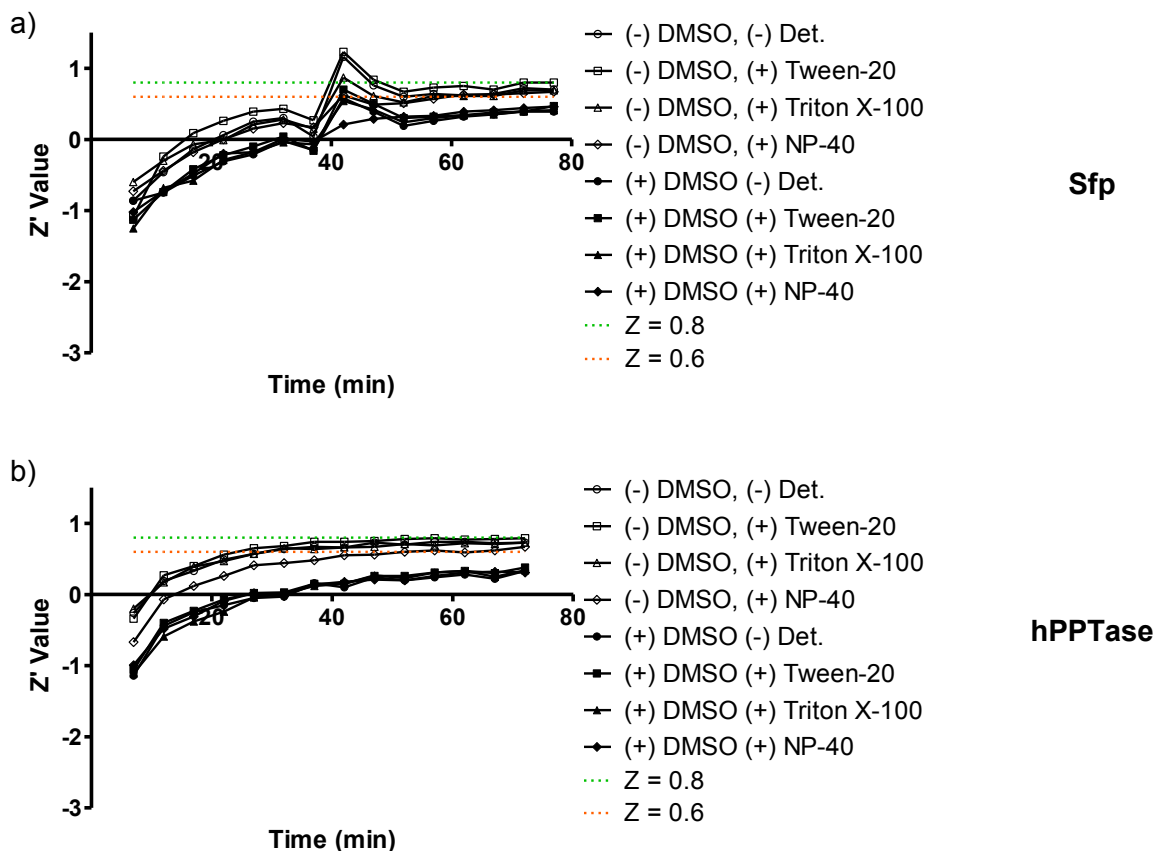 a)
1
0
-1
-2
-3
20
40
60
80
Z' Value
Time (min)
(-) DMSO, (-) Det.
(-) DMSO, (+) Tween-20
(-) DMSO, (+) Triton X-100
(-) DMSO, (+) NP-40
(+) DMSO (-) Det.
(+) DMSO (+) Tween-20
(+) DMSO (+) Triton X-100
(+) DMSO (+) NP-40
Z = 0.8
Z = 0.6
Sfp
b)
1
0
-1
-2
-3
20
40
60
80
Z' Value
Time (min)
(-) DMSO, (-) Det.
(-) DMSO, (+) Tween-20
(-) DMSO, (+) Triton X-100
(-) DMSO, (+) NP-40
(+) DMSO (-) Det.
(+) DMSO (+) Tween-20
(+) DMSO (+) Triton X-100
(+) DMSO (+) NP-40
Z = 0.8
Z = 0.6
hPPTase